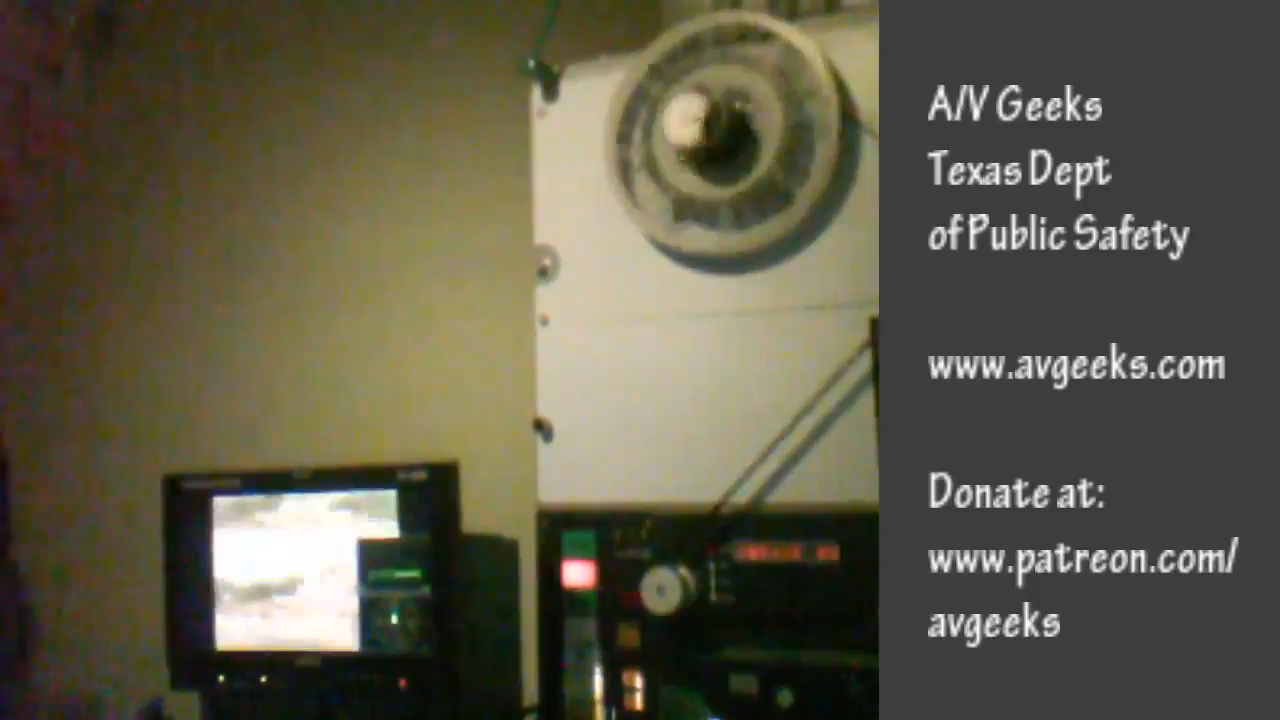 A/V Geeks
Texas Dept
of Public Safety
www.avgeeks.com
Donate at:
www.patreon.com/
avgeeks